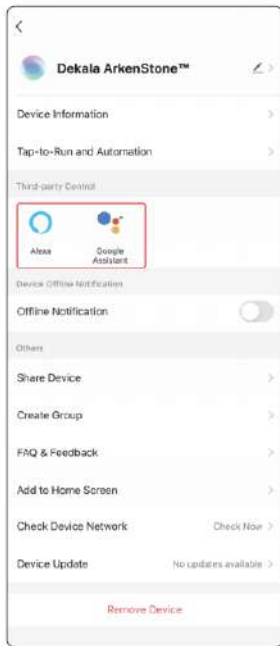 Dekala ArkenStone™
Device Information
Tap-to-Run and Automation
Third-party Control
Alexa
Google
Assistant
Device Offline Notification
Offline Notification
Others
Share Device
Create Group
FAQ & Feedback
Add to Home Screen
Check Device Network Check Now
Device Update No updates available
Remove Device